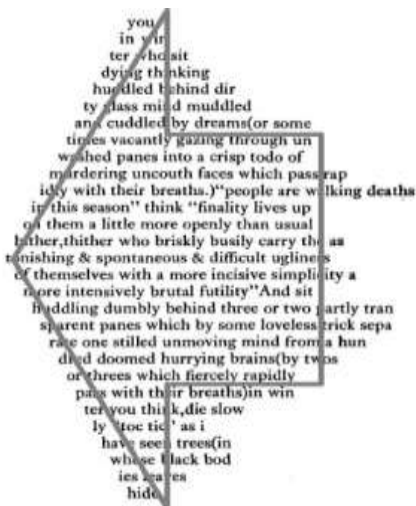 you
in win
ter who sit
dying thinking
huddled behind dir
ty glass mind muddled
and cuddled by dreams(or some
times vacantly gazing through un
washed panes into a crisp todo of
murdering uncouth faces which pass rap
idly with their breaths.)"people are walking deaths
in this season" think "finality lives up
on them a little more openly than usual
hither,thither who briskly busily carry the as
tonishing & spontaneous & difficult ugliness
of themselves with a more incisive simplicity a
more intensively brutal futility"And sit
huddling dumbly behind three or two partly tran
sparent panes which by some loveless trick sepa
rate one stilled unmoving mind from a hun
dred doomed hurrying brains(by twos
or threes which fiercely rapidly
pass with their breaths)in win
ter you think,die slow
ly "toc tic" as i
have seen trees(in
whose black bod
ies leaves
hide